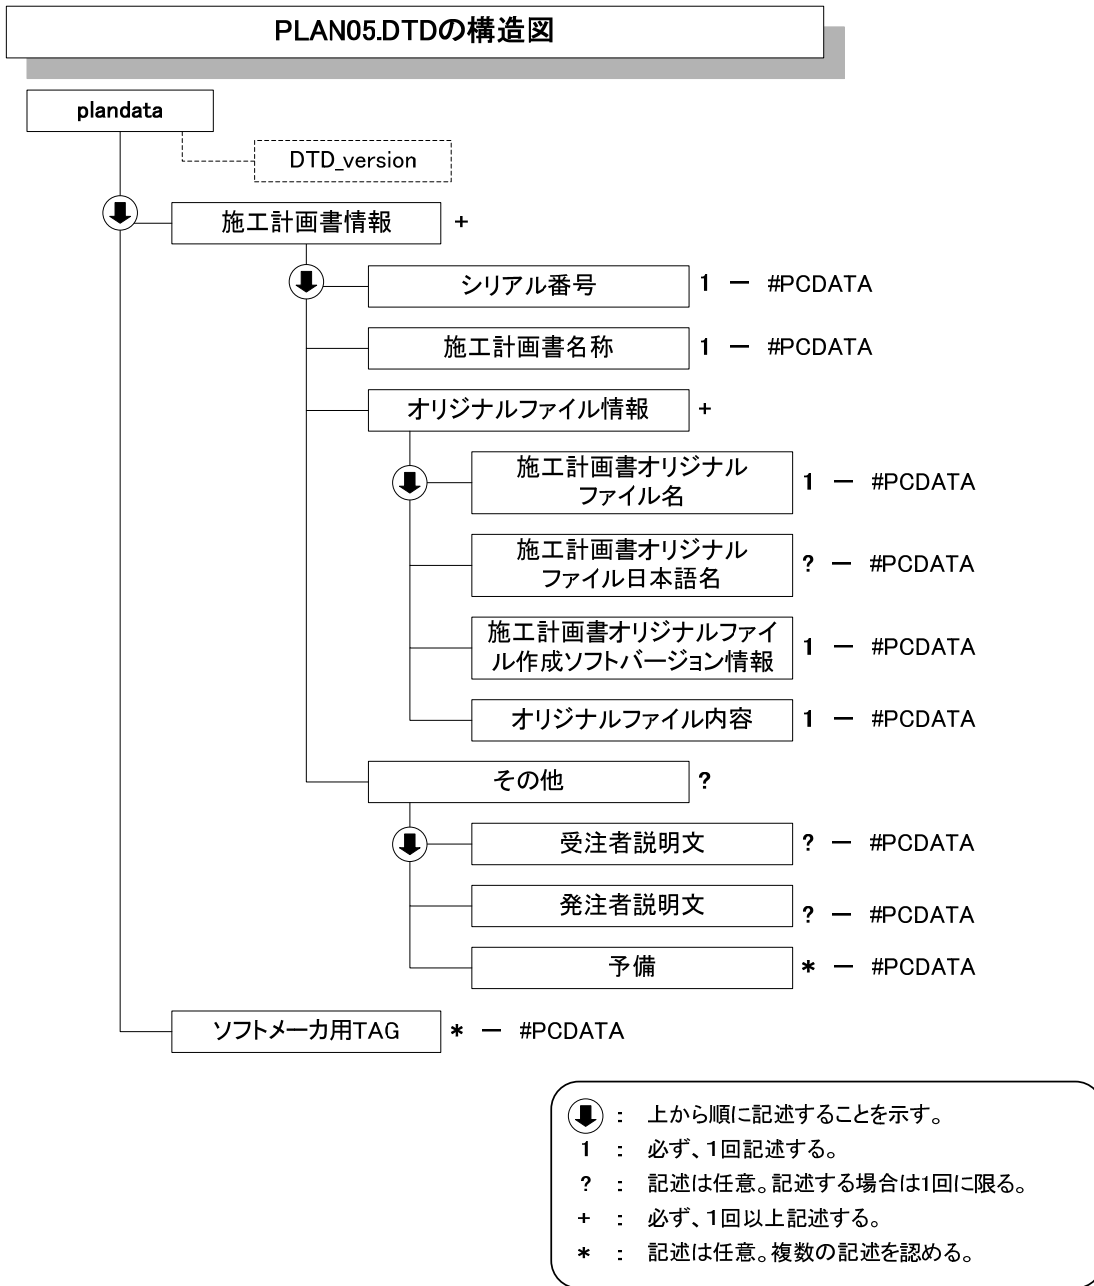 PLAN05.DTDの構造図
plandata
DTD_version
施工計画書情報 +
シリアル番号 1 － #PCDATA
施工計画書名称 1 － #PCDATA
オリジナルファイル情報 +
施工計画書オリジナル
ファイル名 1 － #PCDATA
施工計画書オリジナル
ファイル日本語名 ? － #PCDATA
施工計画書オリジナルファイ
ル作成ソフトバージョン情報 1 － #PCDATA
オリジナルファイル内容 1 － #PCDATA
その他 ?
受注者説明文 ? － #PCDATA
発注者説明文 ? － #PCDATA
予備 * － #PCDATA
ソフトメーカ用TAG * － #PCDATA
： 上から順に記述することを示す。
1 ： 必ず、1回記述する。
? ： 記述は任意。記述する場合は1回に限る。
+ ： 必ず、1回以上記述する。
* ： 記述は任意。複数の記述を認める。